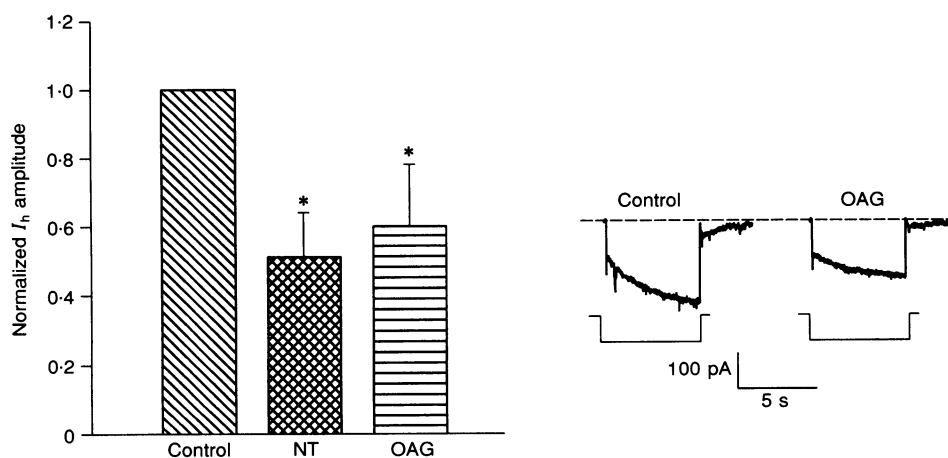 Normalized Ih amplitude
1·2
1·0
0·8
0·6
0·4
0·2
0
*
*
Control
NT
OAG
Control
OAG
100 pA
5 s